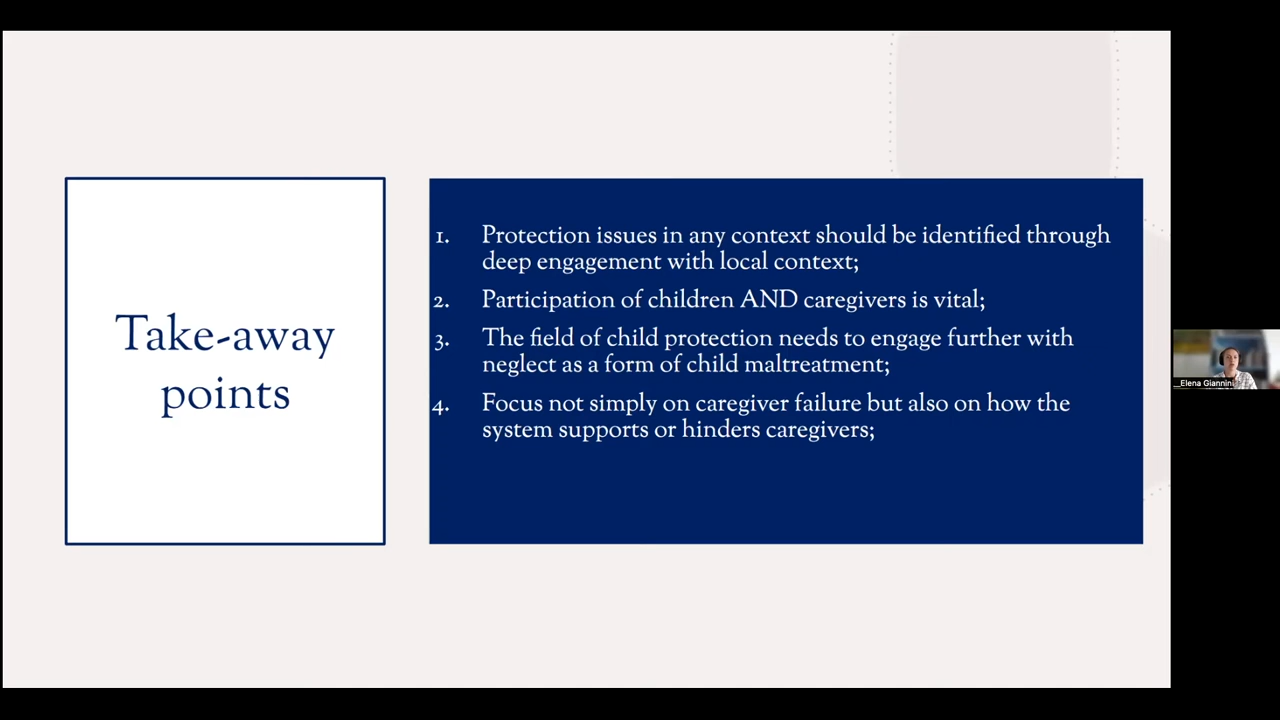 Take-away
points
1. Protection issues in any context should be identified through
deep engagement with local context;
2. Participation of children AND caregivers is vital;
3. The field of child protection needs to engage further with
neglect as a form of child maltreatment;
4. Focus not simply on caregiver failure but also on how the
system supports or hinders caregivers;
__Elena Giannini